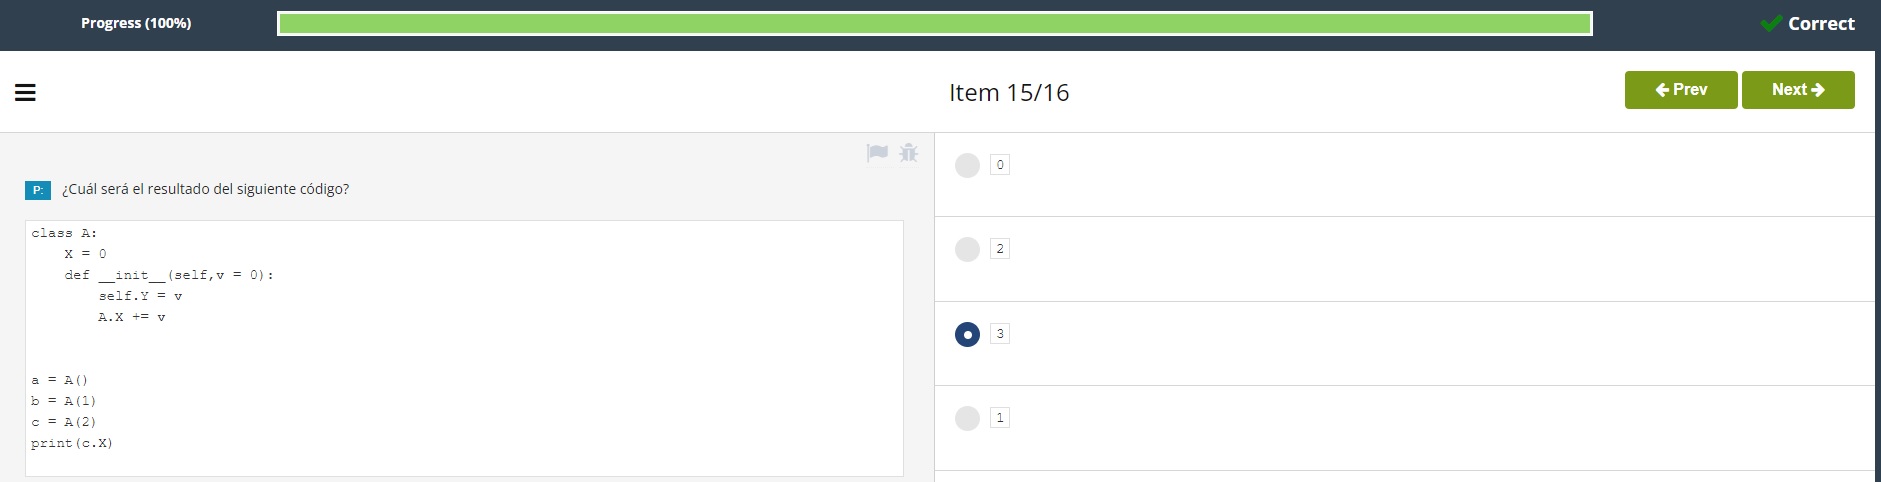 Progress (100%)
Correct
Item 15/16
Prev
Next
P: ¿Cuál será el resultado del siguiente código?
class A:
    X = 0
    def __init__(self,v = 0):
        self.Y = v
        A.X += v
a = A()
b = A(1)
c = A(2)
print(c.X)
0
2
3
1